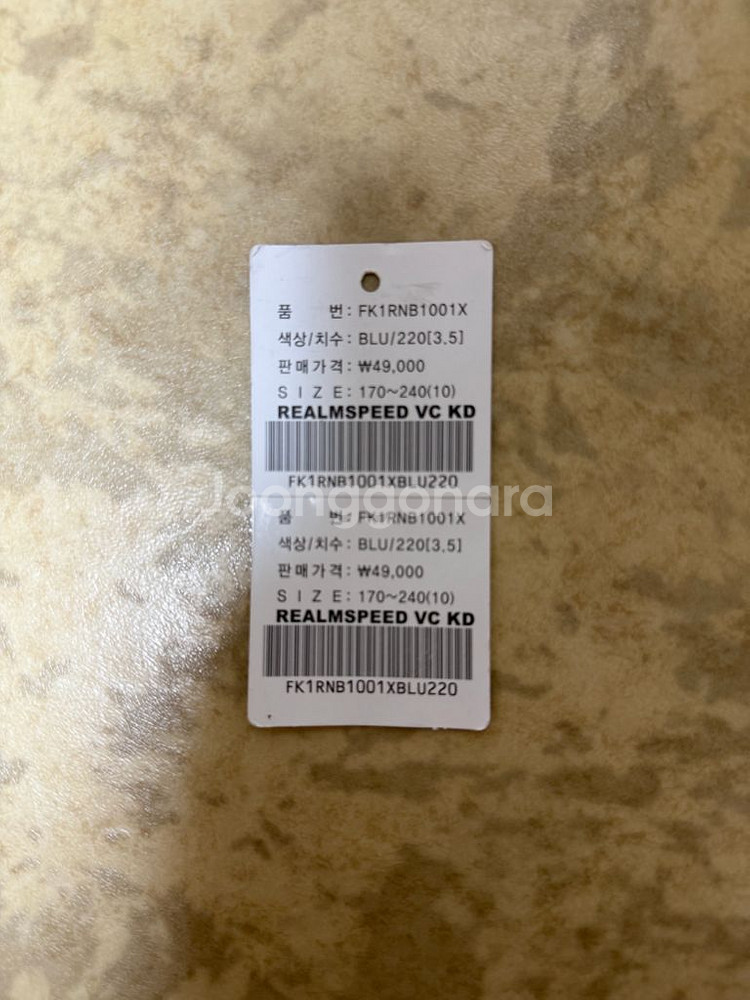 품 번: FK1RNB1001X
색상/치수: BLU/220[3.5]
판매가격: ₩49,000
SIZE: 170~240(10)
REALMSPEED VC KD
FK1RNB1001XBLU220
Joonggonara
품 번: FK1RNB1001X
색상/치수: BLU/220[3.5]
판매가격: ₩49,000
SIZE: 170~240(10)
REALMSPEED VC KD
FK1RNB1001XBLU220